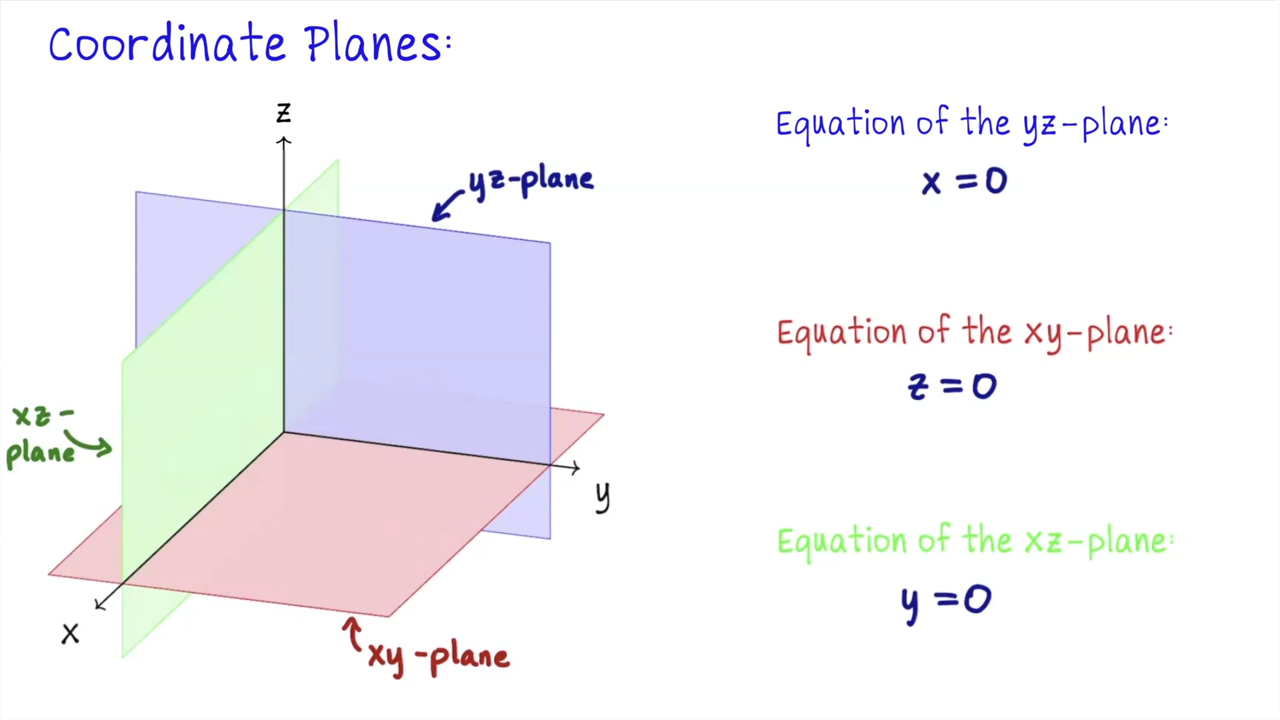 Coordinate Planes:
z
yz-plane
xz-
plane
y
x
xy-plane
Equation of the yz-plane:
x = 0
Equation of the xy-plane:
z = 0
Equation of the xz-plane:
y = 0